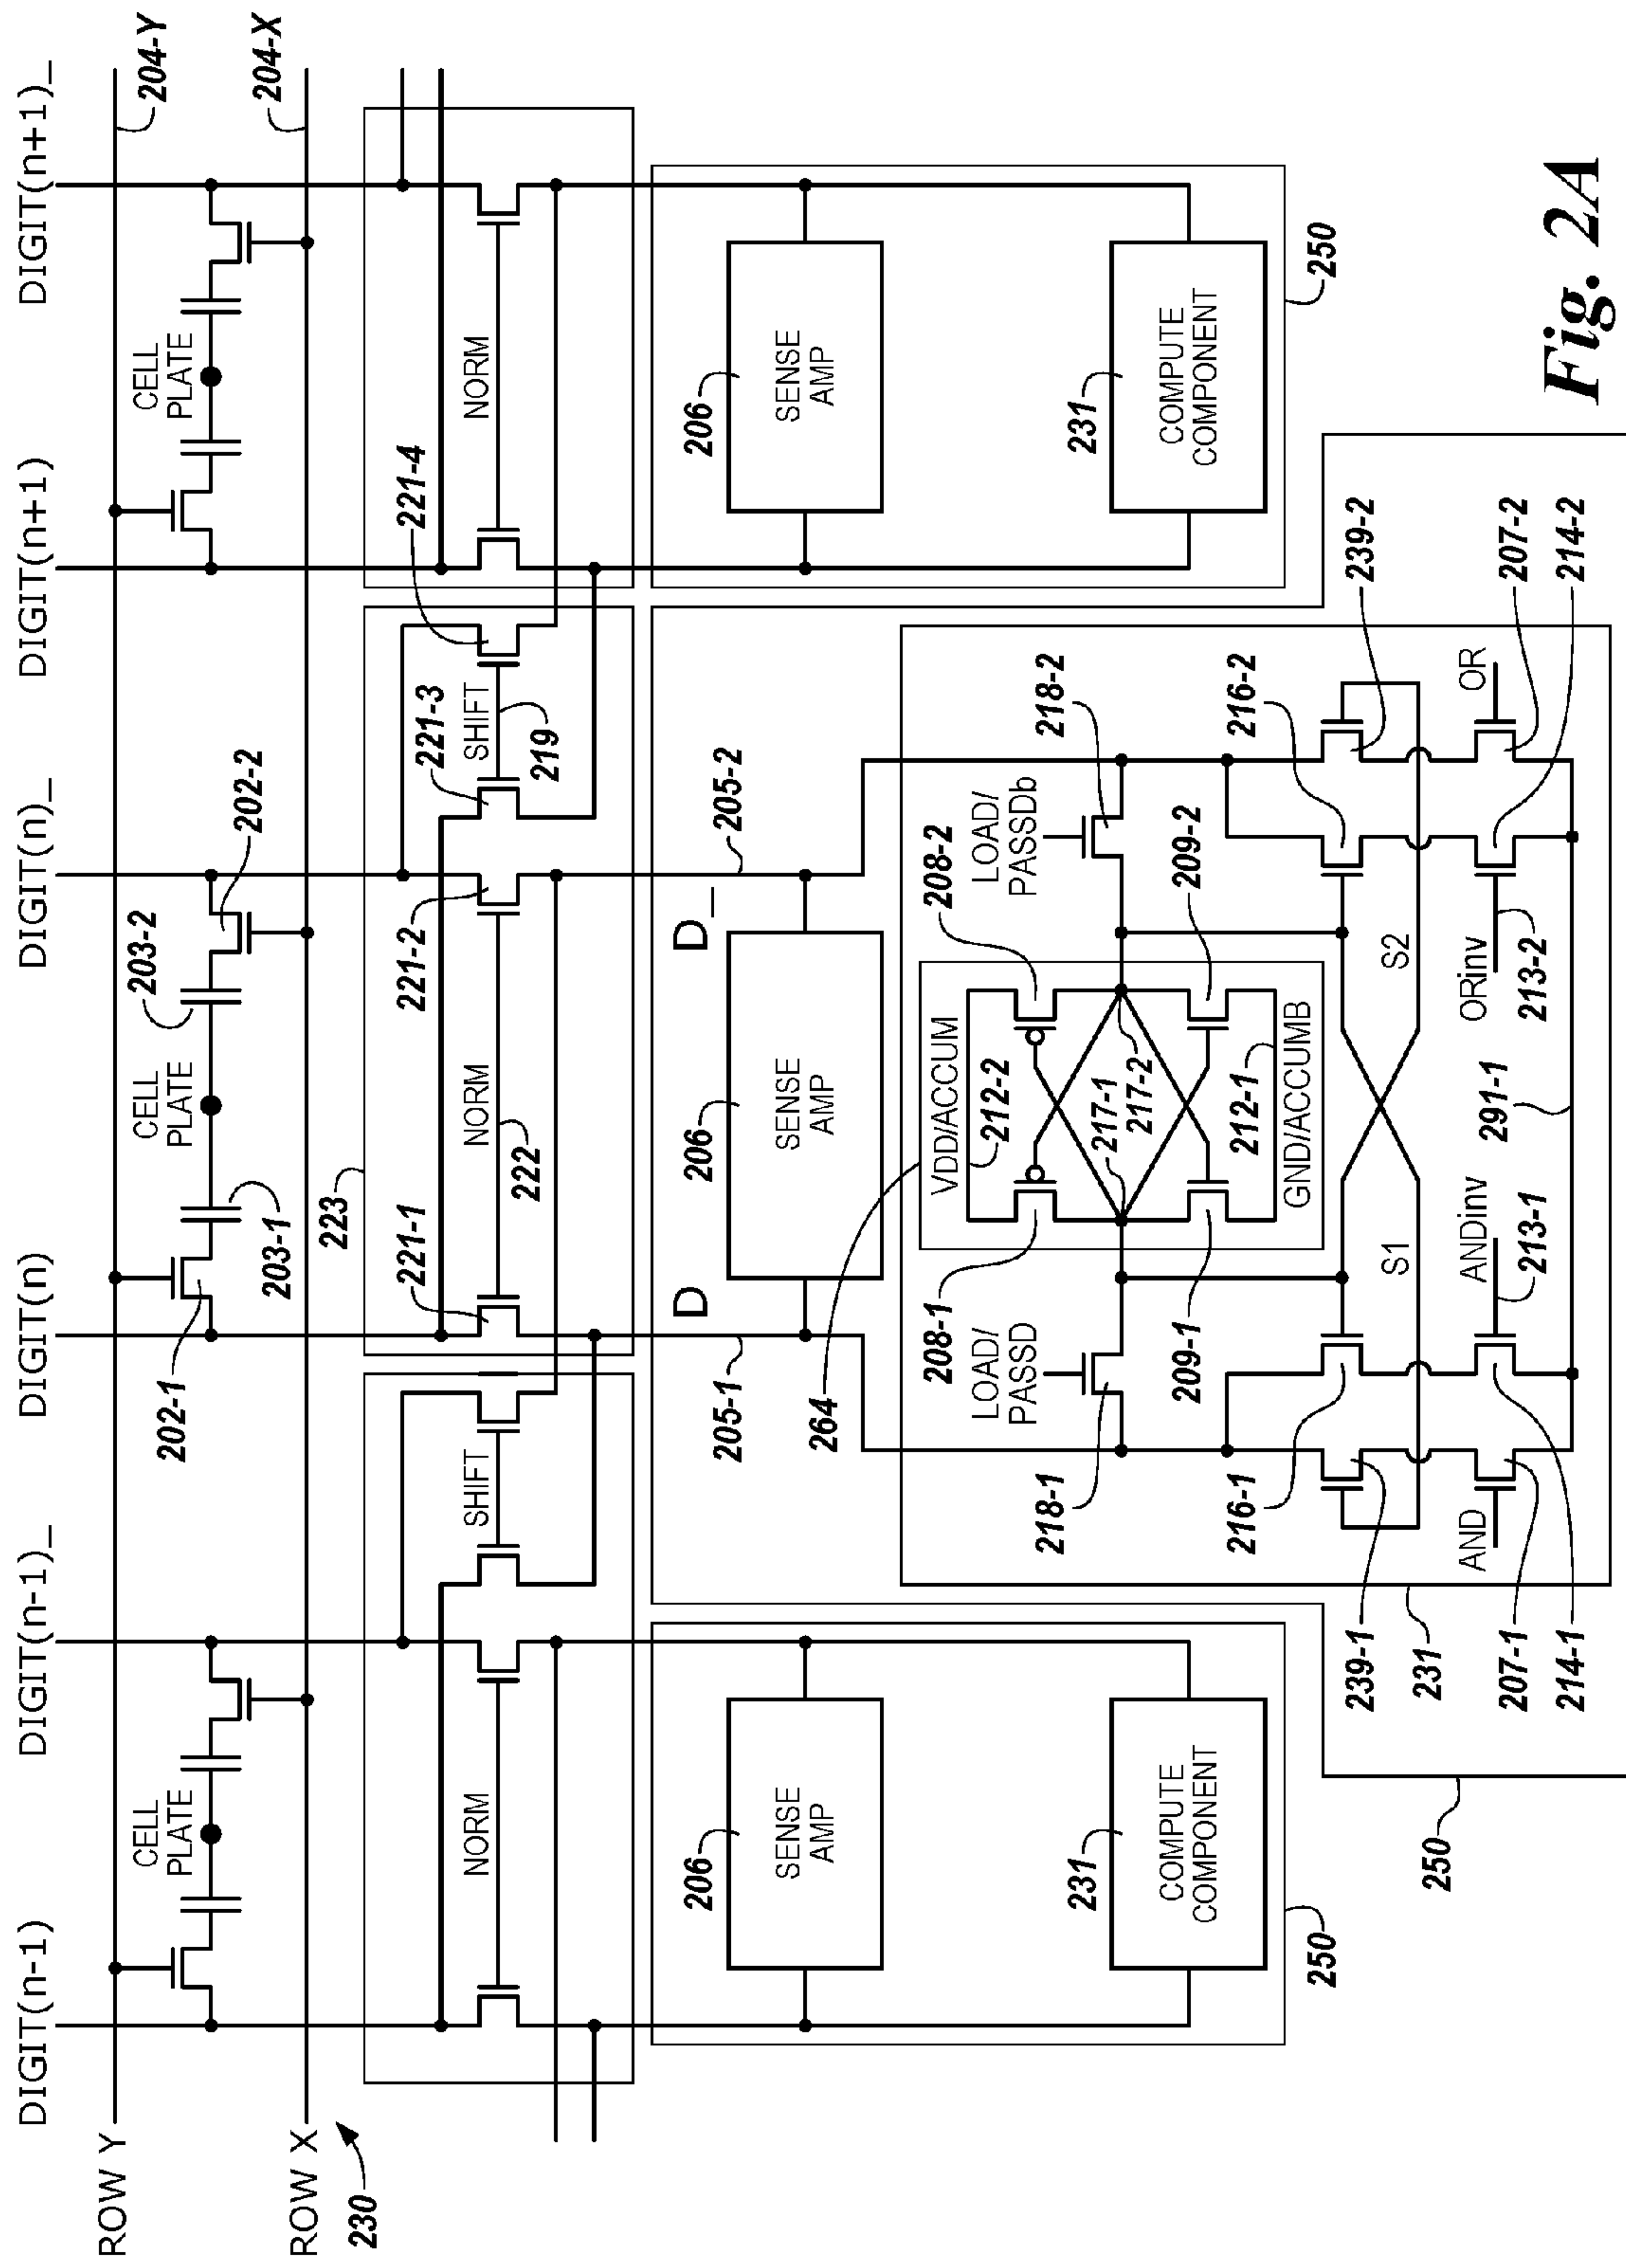 DIGIT(n-1)
DIGIT(n-1)_
DIGIT(n)
DIGIT(n)_
DIGIT(n+1)
DIGIT(n+1)_
ROW Y
204-Y
CELL
PLATE
202-1
203-1
CELL
PLATE
203-2
202-2
CELL
PLATE
ROW X
204-X
230
223
NORM
SHIFT
221-1
NORM
222
221-2
221-3
SHIFT
219
221-4
NORM
206
SENSE
AMP
205-1
D
206
SENSE
AMP
D_
205-2
206
SENSE
AMP
231
COMPUTE
COMPONENT
250
264
218-1
LOAD/
PASSD
208-1
VDD/ACCUM
212-2
208-2
LOAD/
PASSDb
218-2
217-1
217-2
209-1
GND/ACCUMB
212-1
209-2
231
COMPUTE
COMPONENT
250
216-1
216-2
239-1
S1
S2
239-2
231
AND
ANDinv
213-1
291-1
ORinv
213-2
OR
207-1
207-2
214-1
214-2
250
Fig. 2A